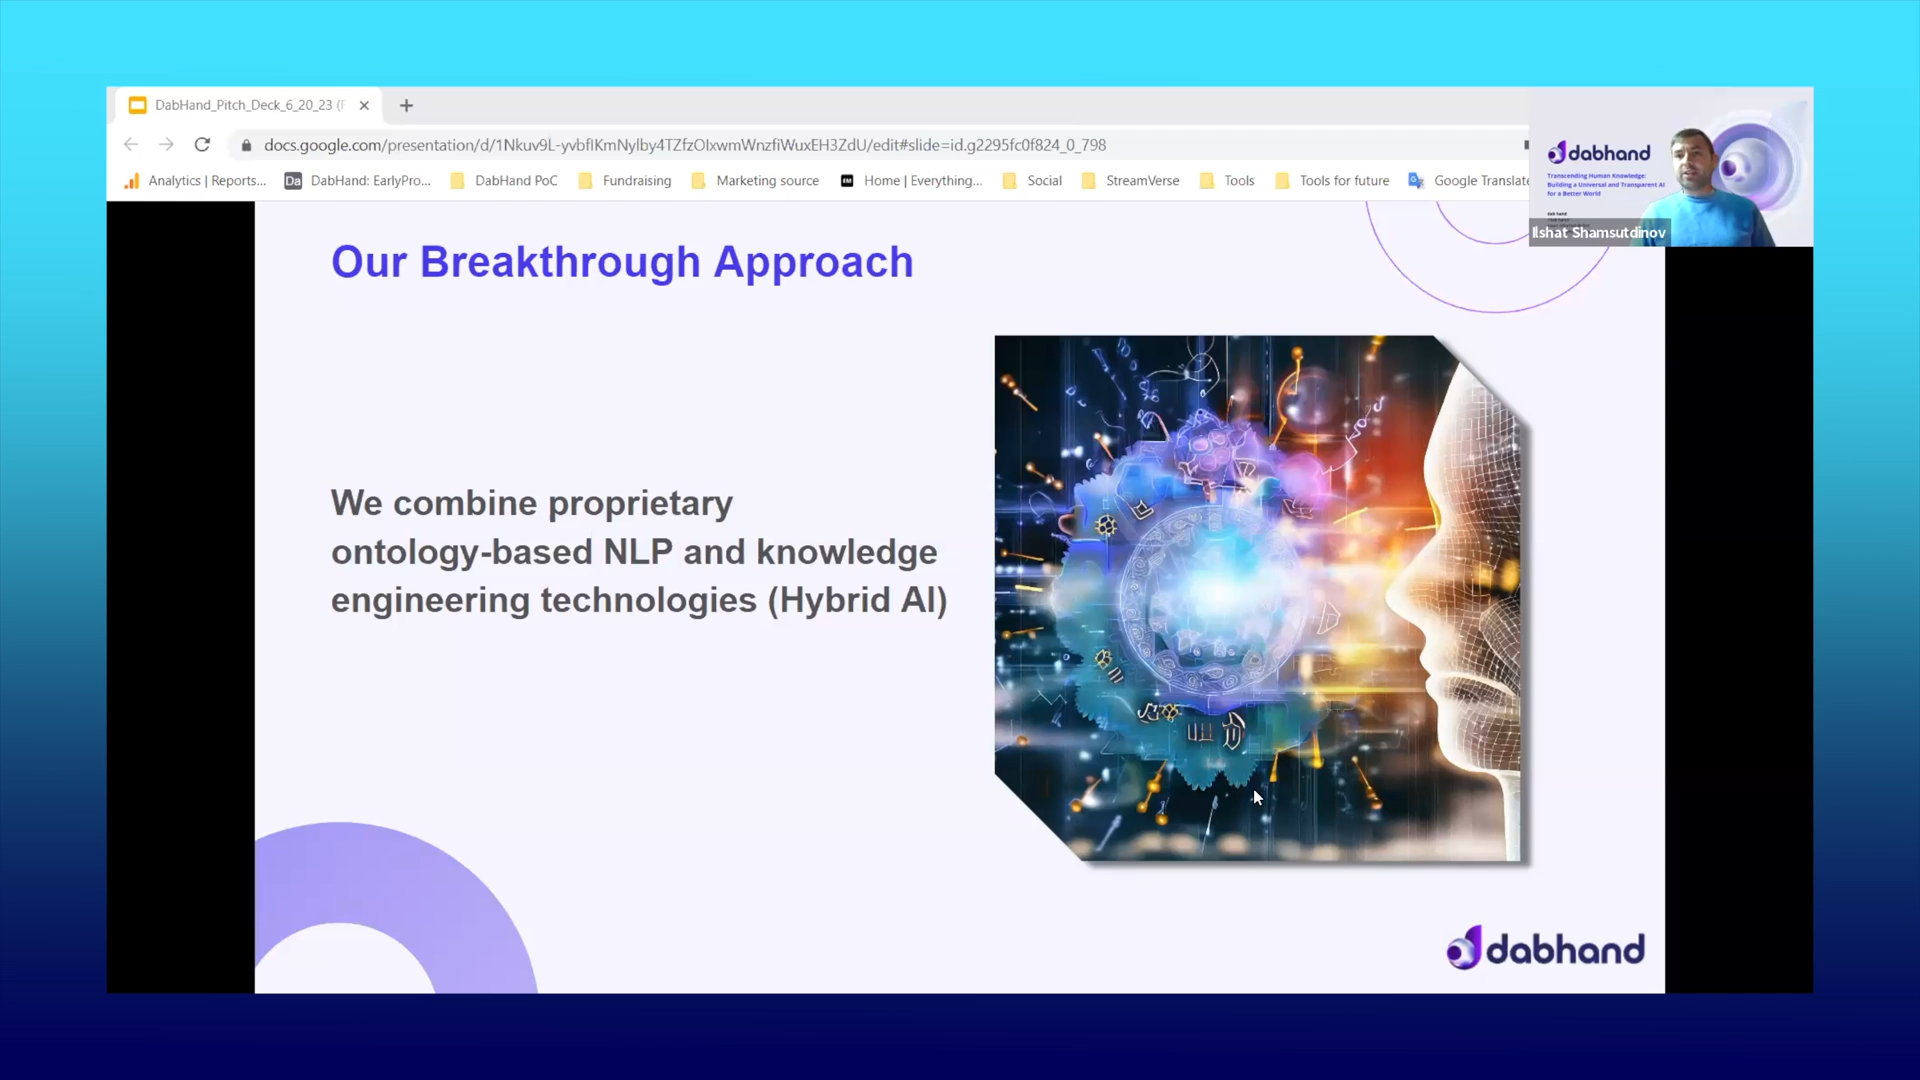 DabHand_Pitch_Deck_6_20_23 (F
docs.google.com/presentation/d/1Nkuv9L-yvbfIKmNylby4TZfzOIxwmWnzfiWuxEH3ZdU/edit#slide=id.g2295fc0f824_0_798
Analytics | Reports... Da DabHand: EarlyPro... DabHand PoC Fundraising Marketing source Home | Everything... Social StreamVerse Tools Tools for future Google Translate
dabhand
Transcending Human Knowledge:
Building a Universal and Transparent AI
for a Better World
Ilshat Shamsutdinov
Our Breakthrough Approach
We combine proprietary
ontology-based NLP and knowledge
engineering technologies (Hybrid AI)
dabhand